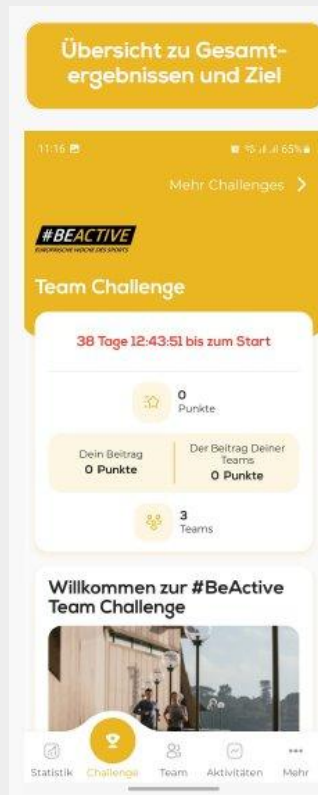 Übersicht zu Gesamt-
ergebnissen und Ziel
11:16
65%
Mehr Challenges
#BEACTIVE
EUROPÄISCHE WOCHE DES SPORTS
Team Challenge
38 Tage 12:43:51 bis zum Start
0
Punkte
Dein Beitrag
0 Punkte
Der Beitrag Deiner
Teams
0 Punkte
3
Teams
Willkommen zur #BeActive
Team Challenge
Statistik
Challenge
Team
Aktivitäten
Mehr